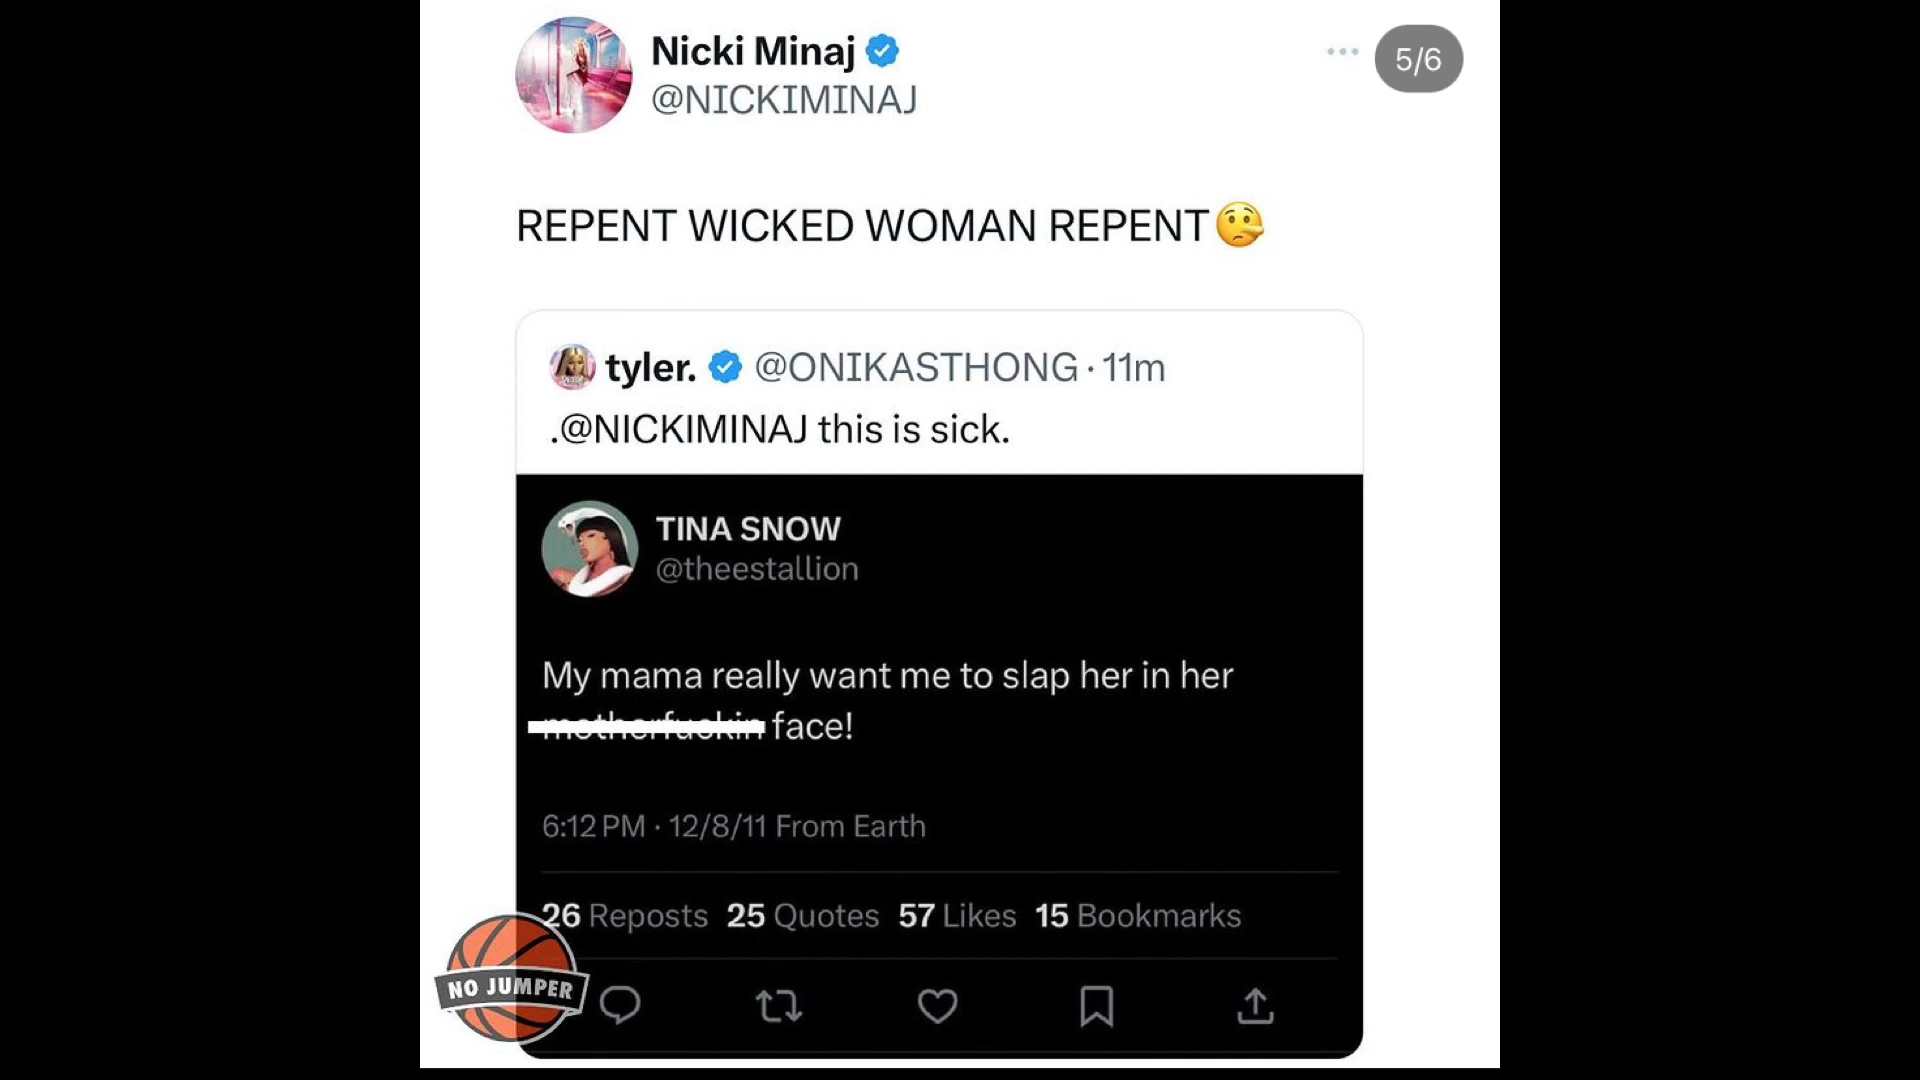 Nicki Minaj
@NICKIMINAJ
5/6
REPENT WICKED WOMAN REPENT🤥
tyler. @ONIKASTHONG · 11m
.@NICKIMINAJ this is sick.
TINA SNOW
@theestallion
My mama really want me to slap her in her
motherfuckin face!
6:12 PM · 12/8/11 From Earth
26 Reposts 25 Quotes 57 Likes 15 Bookmarks
NO JUMPER